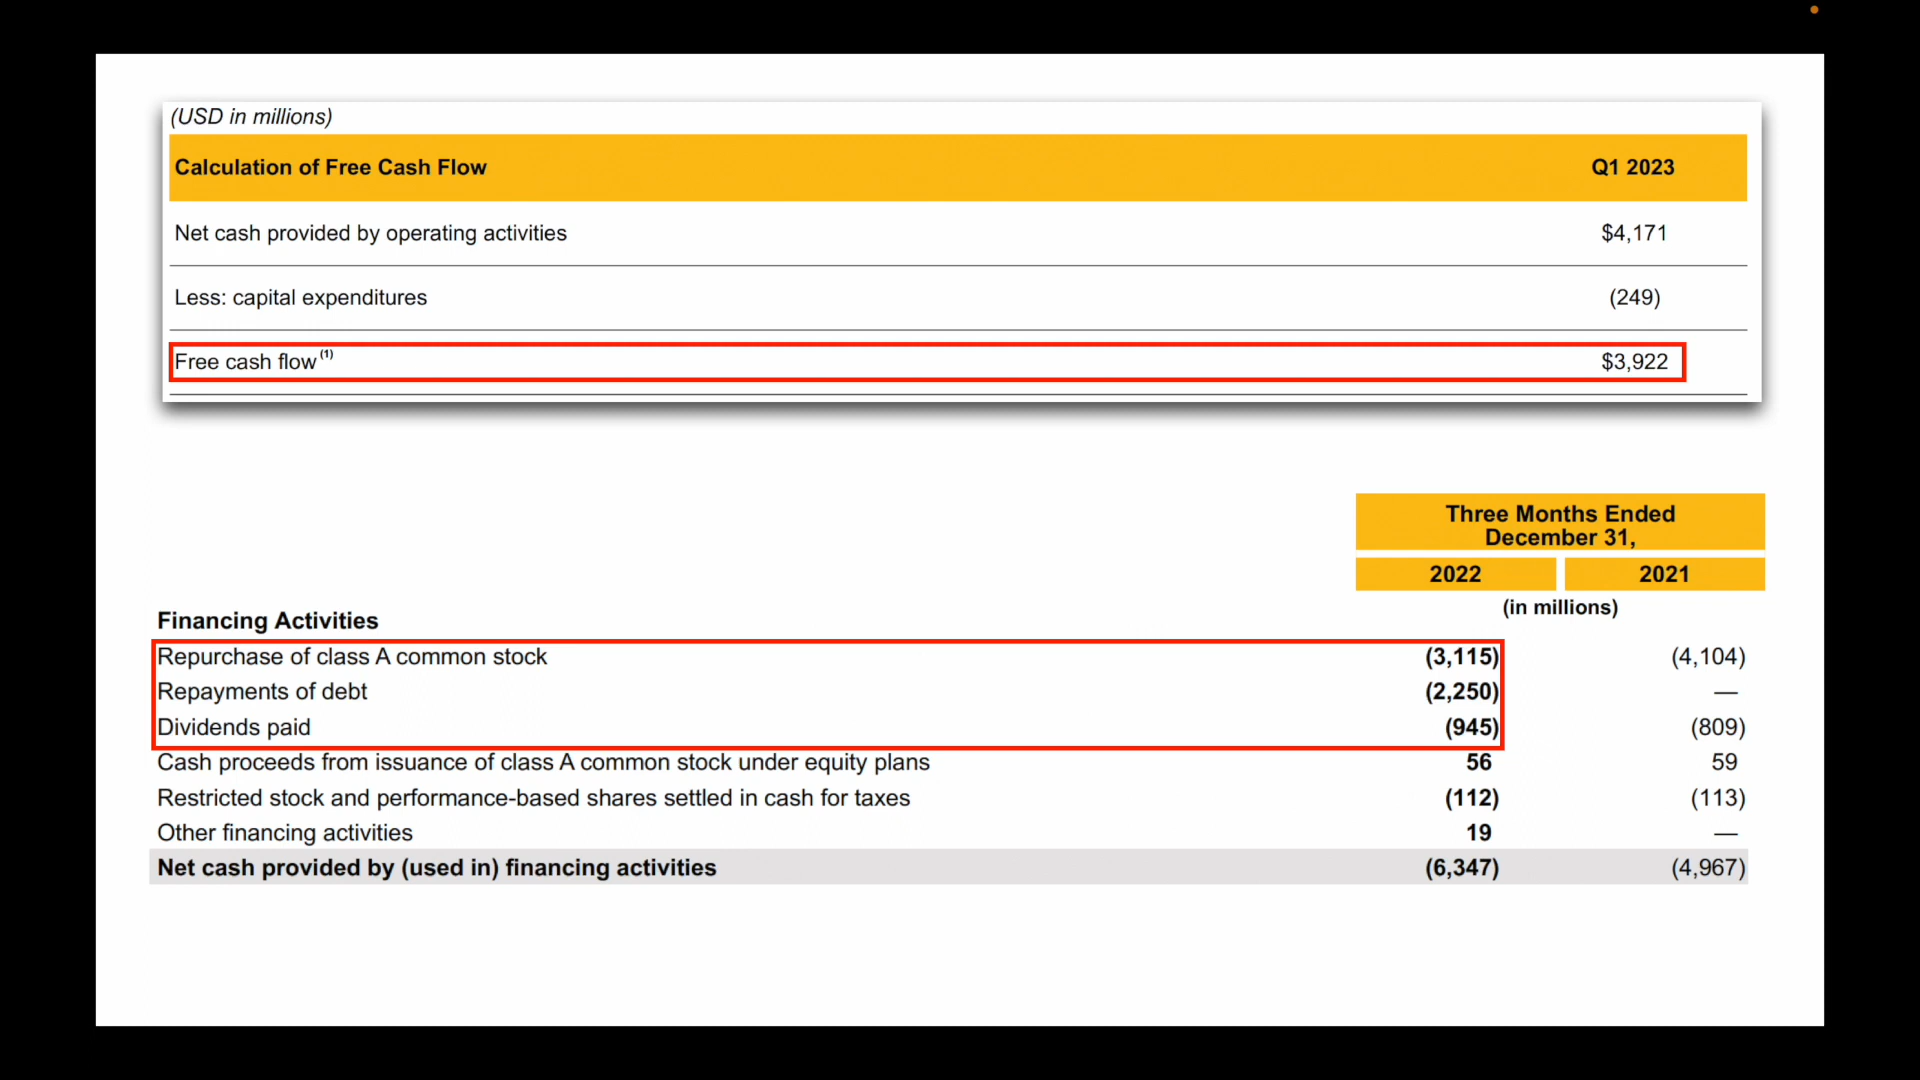 (USD in millions)
Calculation of Free Cash Flow Q1 2023
Net cash provided by operating activities $4,171
Less: capital expenditures (249)
Free cash flow (1) $3,922
Three Months Ended
December 31,
2022 2021
(in millions)
Financing Activities
Repurchase of class A common stock (3,115) (4,104)
Repayments of debt (2,250) —
Dividends paid (945) (809)
Cash proceeds from issuance of class A common stock under equity plans 56 59
Restricted stock and performance-based shares settled in cash for taxes (112) (113)
Other financing activities 19 —
Net cash provided by (used in) financing activities (6,347) (4,967)